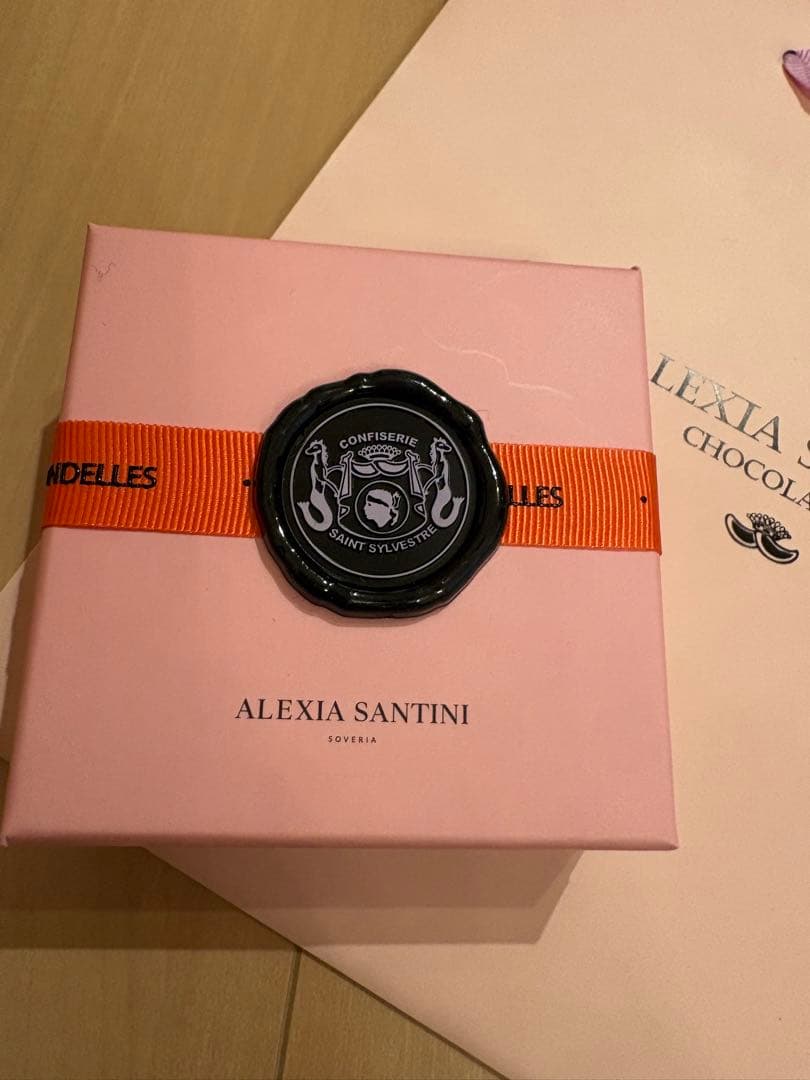 LEXIA S
CHOCOLA
NDELLES
LLES
CONFISERIE
SAINT SYLVESTRE
ALEXIA SANTINI
SOVERIA